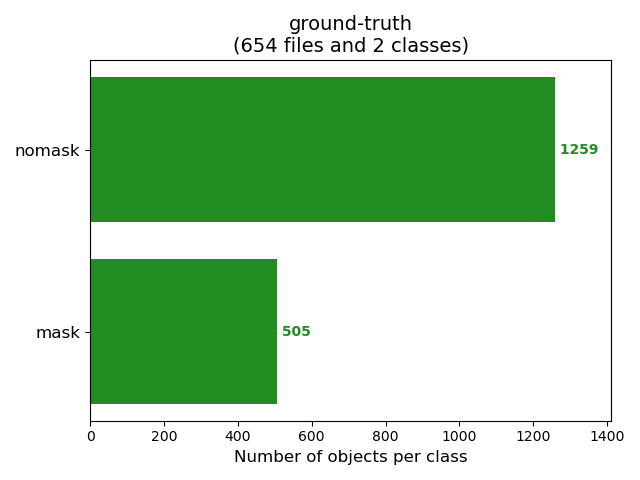 ground-truth
(654 files and 2 classes)
nomask
1259
mask
505
0 200 400 600 800 1000 1200 1400
Number of objects per class